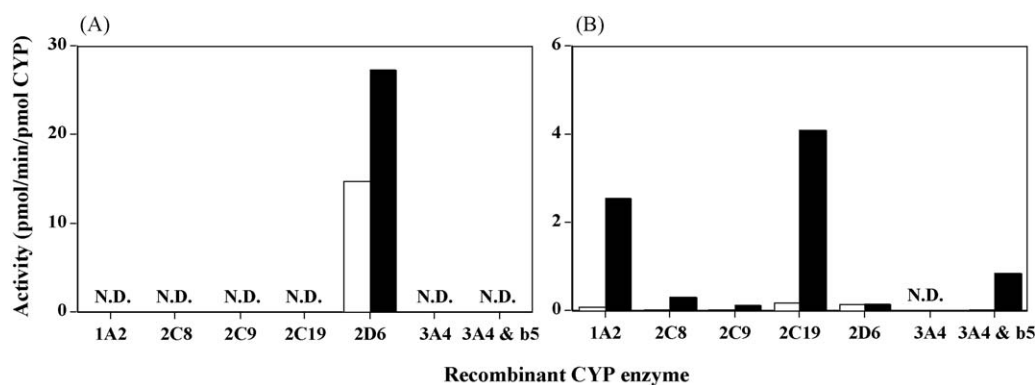 (A)
(B)
Activity (pmol/min/pmol CYP)
30
20
10
0
N.D. N.D. N.D. N.D. N.D. N.D.
1A2 2C8 2C9 2C19 2D6 3A4 3A4 & b5
6
4
2
0
N.D.
1A2 2C8 2C9 2C19 2D6 3A4 3A4 & b5
Recombinant CYP enzyme